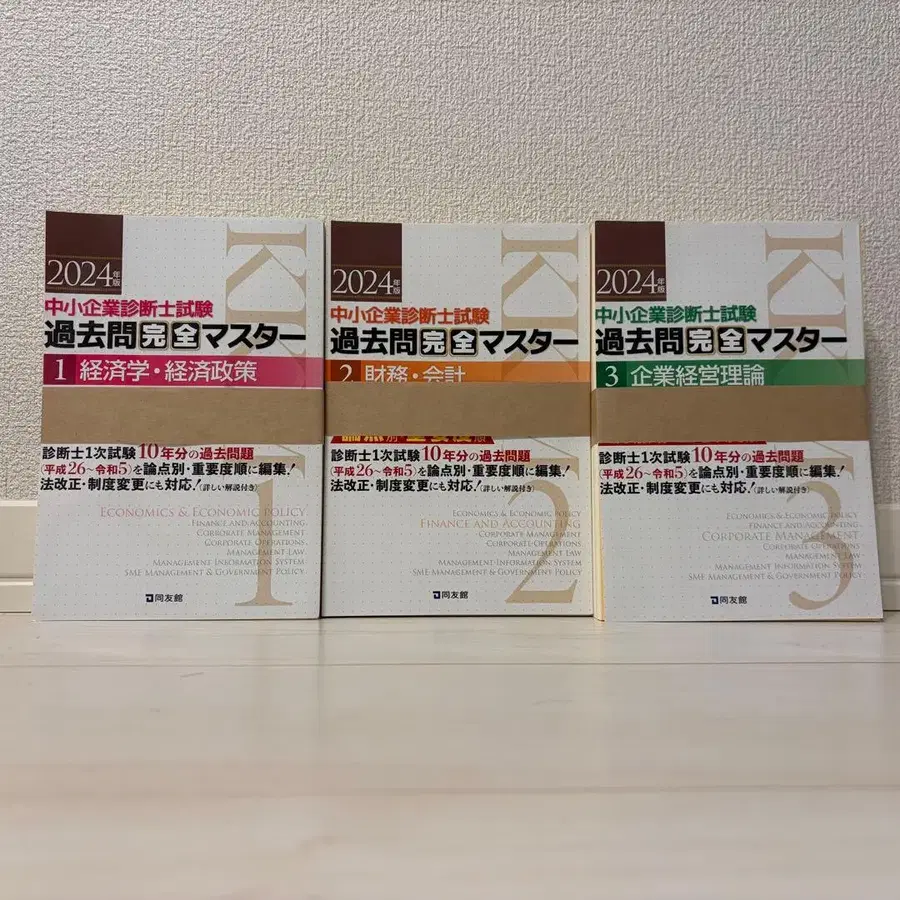 2024年版
中小企業診断士試験
過去問完全マスター
1 経済学・経済政策
診断士1次試験10年分の過去問題
(平成26~令和5)を論点別・重要度順に編集!
法改正・制度変更にも対応!(詳しい解説付き)
ECONOMICS & ECONOMIC POLICY
FINANCE AND ACCOUNTING
CORPORATE MANAGEMENT
CORPORATE OPERATIONS
MANAGEMENT LAW
MANAGEMENT INFORMATION SYSTEM
SME MANAGEMENT & GOVERNMENT POLICY
1
同友館
2024年版
中小企業診断士試験
過去問完全マスター
2 財務・会計
論点別・重要度順
診断士1次試験10年分の過去問題
(平成26~令和5)を論点別・重要度順に編集!
法改正・制度変更にも対応!(詳しい解説付き)
ECONOMICS & ECONOMIC POLICY
FINANCE AND ACCOUNTING
CORPORATE MANAGEMENT
CORPORATE OPERATIONS
MANAGEMENT LAW
MANAGEMENT INFORMATION SYSTEM
SME MANAGEMENT & GOVERNMENT POLICY
2
同友館
2024年版
中小企業診断士試験
過去問完全マスター
3 企業経営理論
診断士1次試験10年分の過去問題
(平成26~令和5)を論点別・重要度順に編集!
法改正・制度変更にも対応!(詳しい解説付き)
ECONOMICS & ECONOMIC POLICY
FINANCE AND ACCOUNTING
CORPORATE MANAGEMENT
CORPORATE OPERATIONS
MANAGEMENT LAW
MANAGEMENT INFORMATION SYSTEM
SME MANAGEMENT & GOVERNMENT POLICY
3
同友館